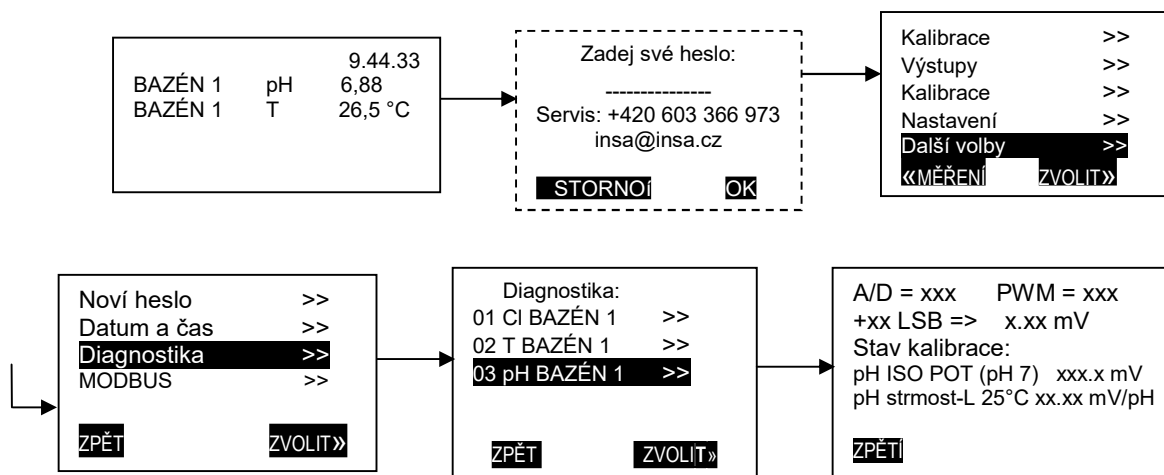 9.44.33
BAZÉN 1 pH 6,88
BAZÉN 1 T 26,5 °C
Zadej své heslo:
---------------
Servis: +420 603 366 973
insa@insa.cz
STORNOí OK
Kalibrace >>
Výstupy >>
Kalibrace >>
Nastavení >>
Další volby >>
«MĚŘENÍ ZVOLIT»
Noví heslo >>
Datum a čas >>
Diagnostika >>
MODBUS >>
ZPĚT ZVOLIT»
Diagnostika:
01 Cl BAZÉN 1 >>
02 T BAZÉN 1 >>
03 pH BAZÉN 1 >>
ZPĚT ZVOLIT»
A/D = xxx PWM = xxx
+xx LSB => x.xx mV
Stav kalibrace:
pH ISO POT (pH 7) xxx.x mV
pH strmost-L 25°C xx.xx mV/pH
ZPĚTÍ